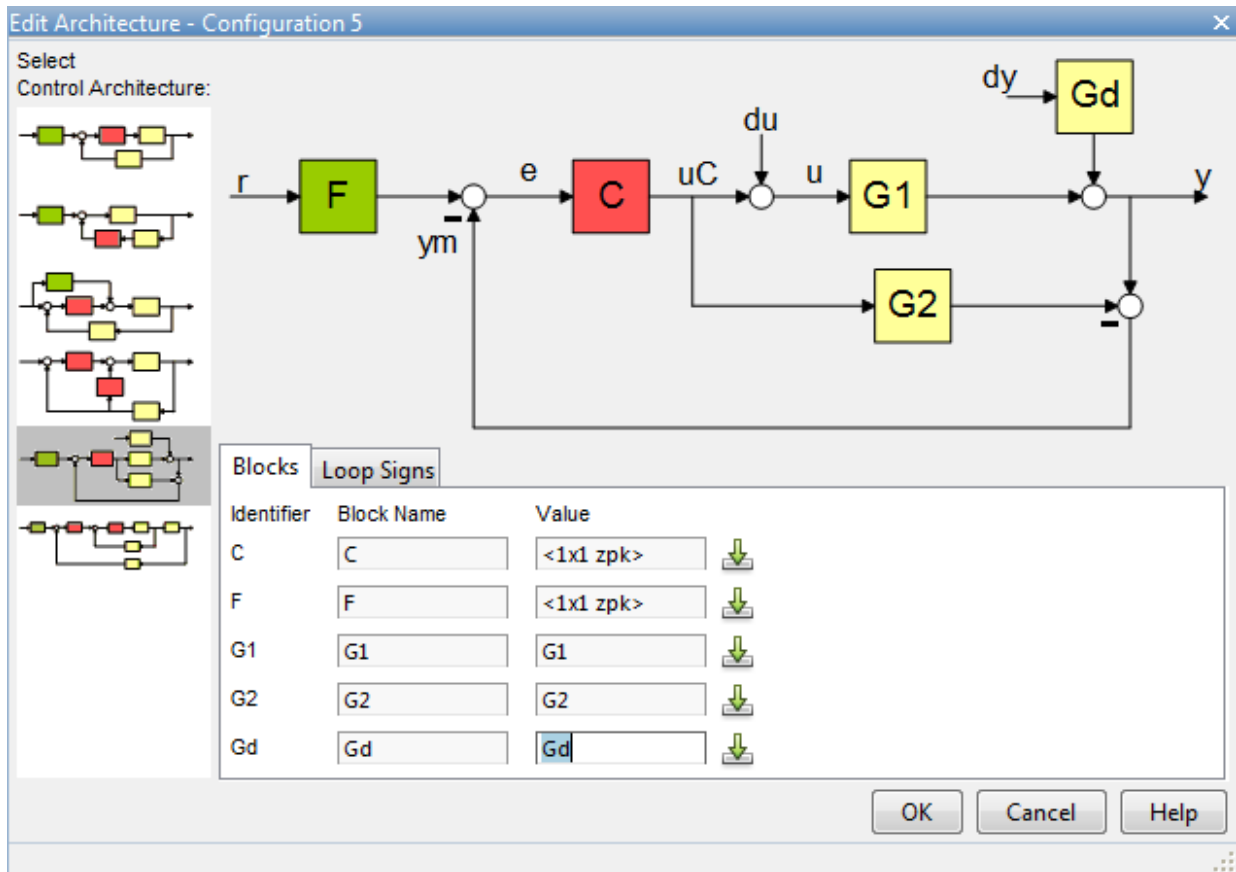 Edit Architecture - Configuration 5
Select
Control Architecture:
dy
Gd
du
r
F
e
C
uC
u
G1
y
ym
G2
Blocks
Loop Signs
Identifier Block Name Value
C C <1x1 zpk>
F F <1x1 zpk>
G1 G1 G1
G2 G2 G2
Gd Gd Gd
OK Cancel Help